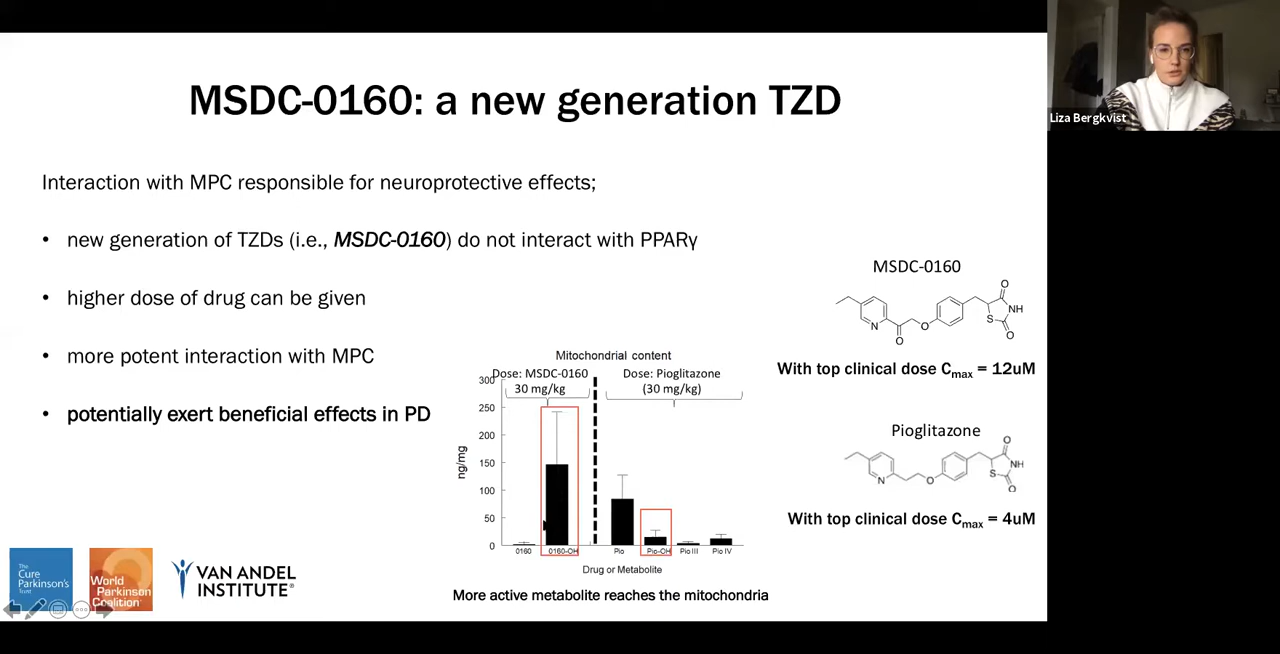 MSDC-0160: a new generation TZD
Liza Bergkvist
Interaction with MPC responsible for neuroprotective effects;
• new generation of TZDs (i.e., MSDC-0160) do not interact with PPARγ
• higher dose of drug can be given
• more potent interaction with MPC
• potentially exert beneficial effects in PD
Mitochondrial content
Dose: MSDC-0160
30 mg/kg
Dose: Pioglitazone
(30 mg/kg)
ng/mg
300
250
200
150
100
50
0
0160
0160-OH
Pio
Pio-OH
Pio III
Pio IV
Drug or Metabolite
More active metabolite reaches the mitochondria
MSDC-0160
N
O
O
O
NH
S
O
With top clinical dose Cmax = 12uM
Pioglitazone
N
O
O
NH
S
O
With top clinical dose Cmax = 4uM
The
Cure
Parkinson's
Trust
World
Parkinson
Coalition
VAN ANDEL
INSTITUTE®